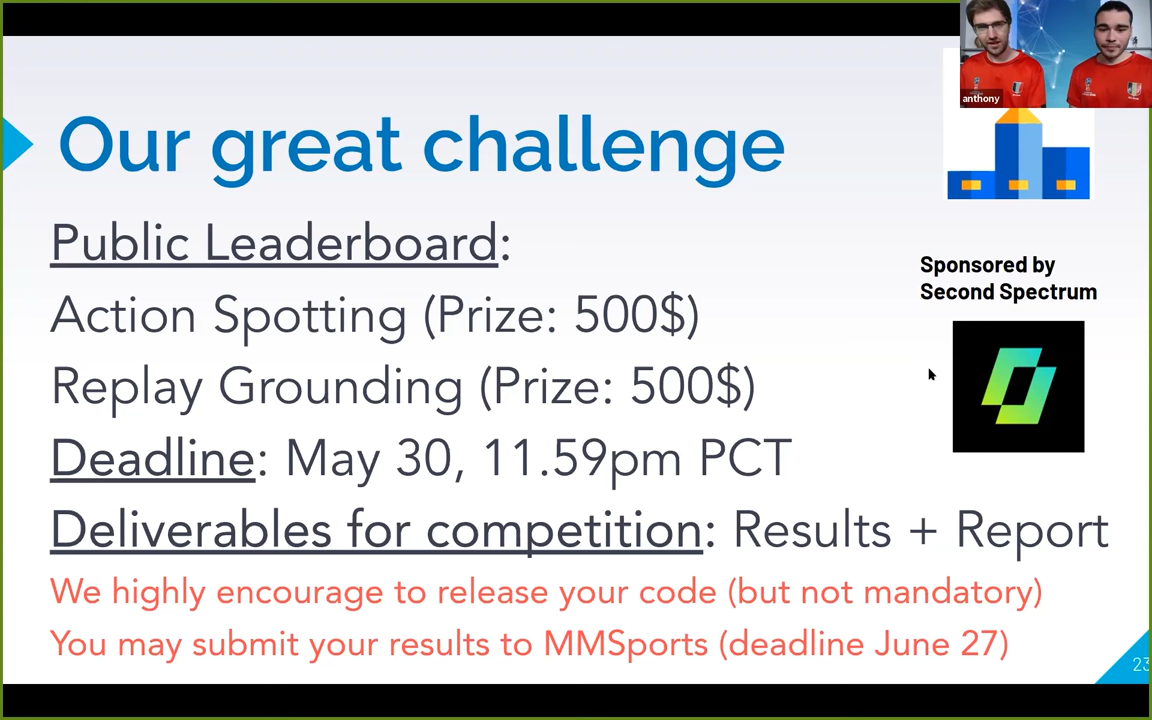 anthony
Our great challenge
Public Leaderboard:
Action Spotting (Prize: 500$)
Replay Grounding (Prize: 500$)
Deadline: May 30, 11.59pm PCT
Deliverables for competition: Results + Report
We highly encourage to release your code (but not mandatory)
You may submit your results to MMSports (deadline June 27)
Sponsored by
Second Spectrum
23